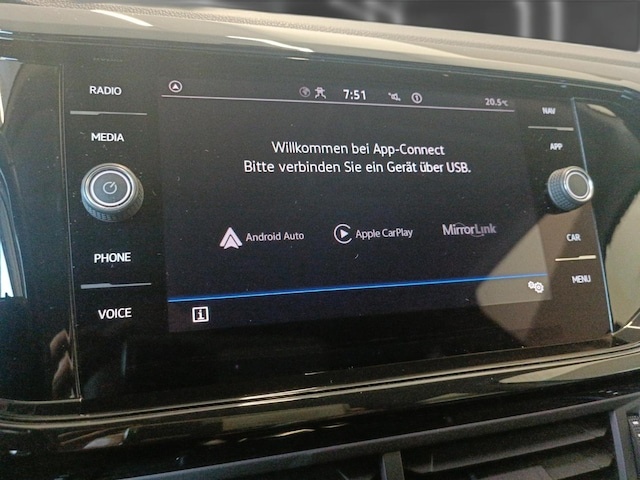 RADIO
MEDIA
PHONE
VOICE
7:51
20.5°C
Willkommen bei App-Connect
Bitte verbinden Sie ein Gerät über USB.
Android Auto
Apple CarPlay
MirrorLink
i
NAV
APP
CAR
MENU